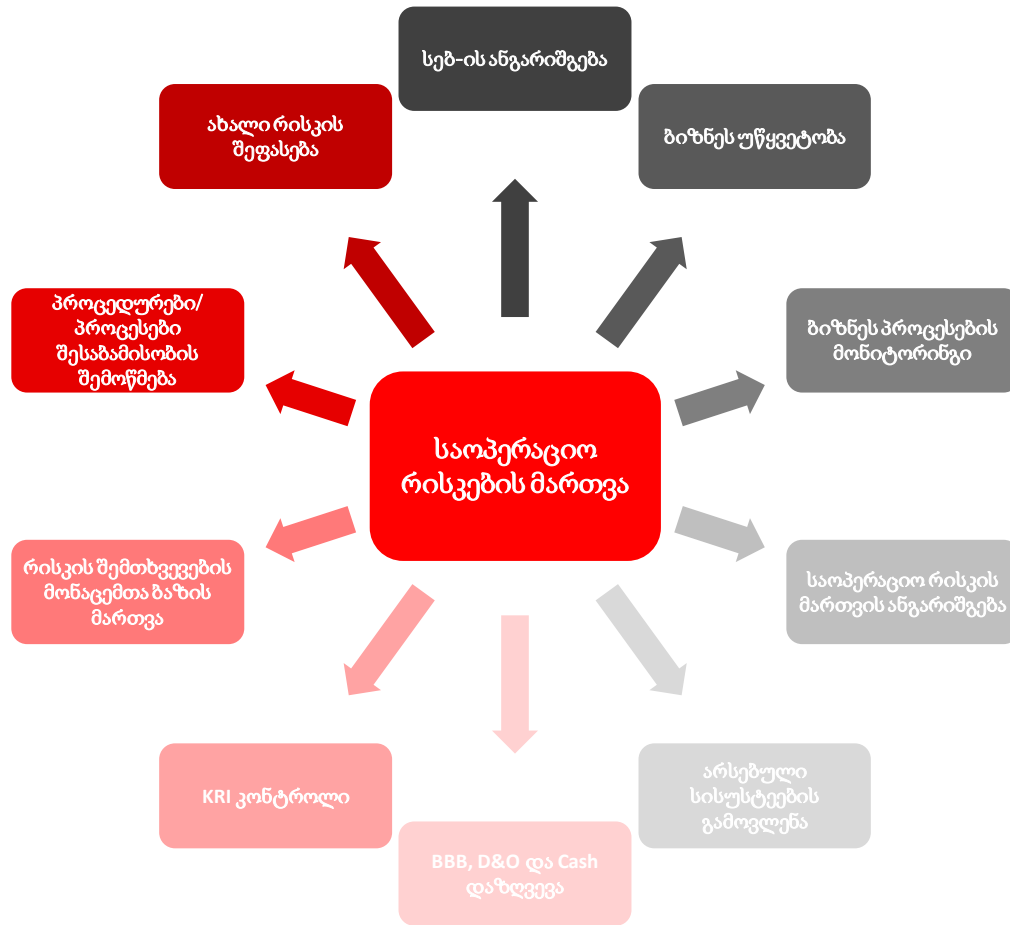 სებ-ის ანგარიშგება
ბიზნეს უწყვეტობა
ბიზნეს პროცესების
მონიტორინგი
საოპერაციო რისკის
მართვის ანგარიშგება
არსებული
სისუსტეების
გამოვლენა
BBB, D&O და Cash
დაზღვევა
KRI კონტროლი
რისკის შემთხვევების
მონაცემთა ბაზის
მართვა
პროცედურები/
პროცესები
შესაბამისობის
შემოწმება
ახალი რისკის
შეფასება
საოპერაციო
რისკების მართვა